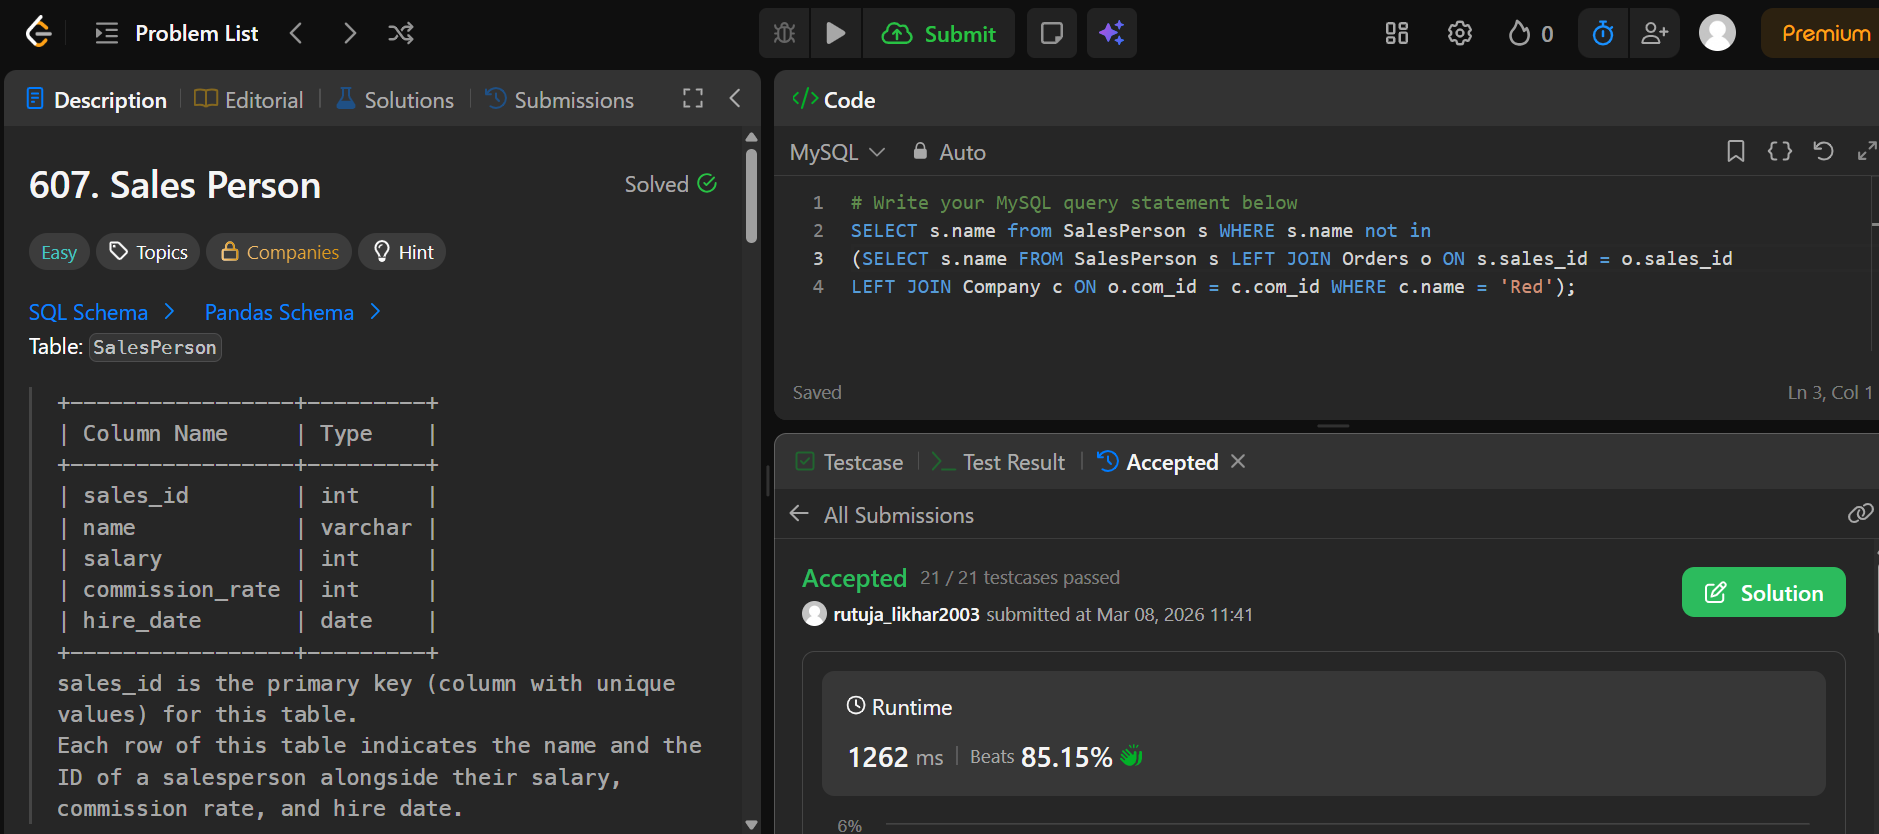 Problem List
Submit
0
Premium
Description
Editorial
Solutions
Submissions
607. Sales Person
Solved
Easy
Topics
Companies
Hint
SQL Schema
Pandas Schema
Table: SalesPerson
+-----------------+---------+
| Column Name     | Type    |
+-----------------+---------+
| sales_id        | int     |
| name            | varchar |
| salary          | int     |
| commission_rate | int     |
| hire_date       | date    |
+-----------------+---------+
sales_id is the primary key (column with unique
values) for this table.
Each row of this table indicates the name and the
ID of a salesperson alongside their salary,
commission rate, and hire date.
</> Code
MySQL
Auto
1 # Write your MySQL query statement below
2 SELECT s.name from SalesPerson s WHERE s.name not in
3 (SELECT s.name FROM SalesPerson s LEFT JOIN Orders o ON s.sales_id = o.sales_id
4 LEFT JOIN Company c ON o.com_id = c.com_id WHERE c.name = 'Red');
Saved
Ln 3, Col 1
Testcase
Test Result
Accepted
All Submissions
Accepted 21 / 21 testcases passed
rutuja_likhar2003 submitted at Mar 08, 2026 11:41
Solution
Runtime
1262 ms
Beats 85.15%
6%